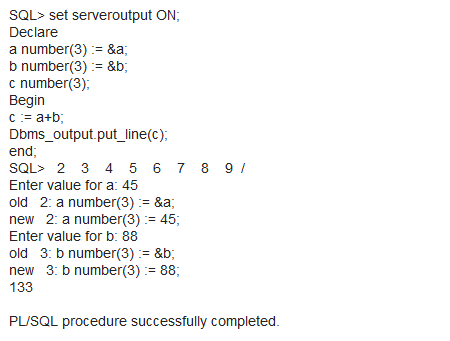 SQL> set serveroutput ON;
Declare
a number(3) := &a;
b number(3) := &b;
c number(3);
Begin
c := a+b;
Dbms_output.put_line(c);
end;
SQL>   2    3    4    5    6    7    8    9  /
Enter value for a: 45
old   2: a number(3) := &a;
new   2: a number(3) := 45;
Enter value for b: 88
old   3: b number(3) := &b;
new   3: b number(3) := 88;
133

PL/SQL procedure successfully completed.